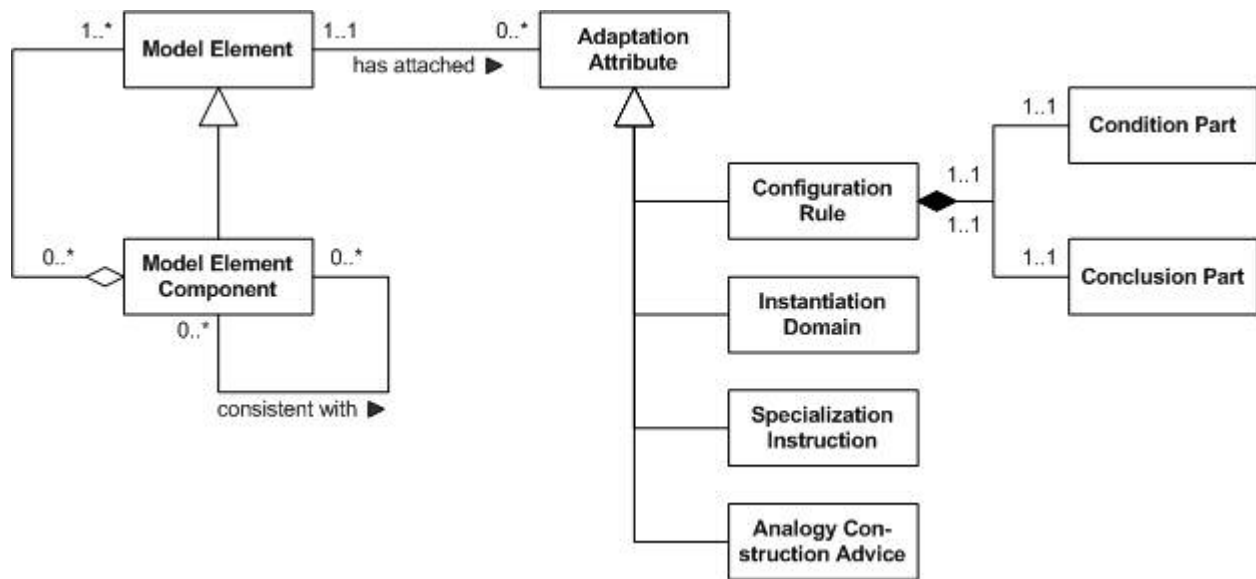 1..*
Model Element
1..1
has attached ▶
0..*
Adaptation
Attribute
Configuration
Rule
1..1
1..1
1..1
Condition Part
1..1
Conclusion Part
0..*
Model Element
Component
0..*
0..*
consistent with ▶
Instantiation
Domain
Specialization
Instruction
Analogy Con-
struction Advice